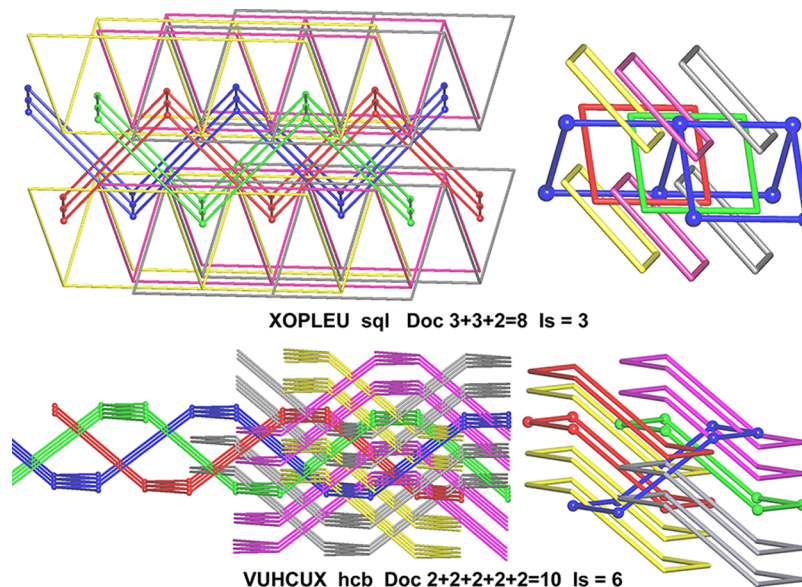 XOPLEU sql Doc 3+3+2=8 Is = 3
VUHCUX hcb Doc 2+2+2+2+2=10 Is = 6